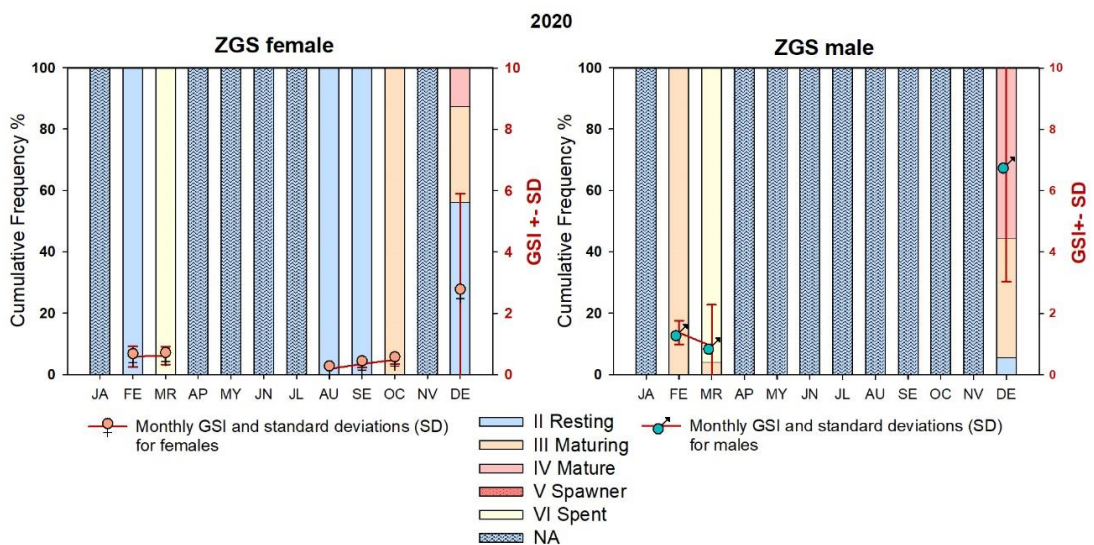 2020
ZGS female
ZGS male
Cumulative Frequency %
100
80
60
40
20
0
10
8
6
4
2
0
GSI +- SD
JA FE MR AP MY JN JL AU SE OC NV DE
Cumulative Frequency %
100
80
60
40
20
0
10
8
6
4
2
0
GSI+- SD
JA FE MR AP MY JN JL AU SE OC NV DE
Monthly GSI and standard deviations (SD)
for females
II Resting
III Maturing
IV Mature
V Spawner
VI Spent
NA
Monthly GSI and standard deviations (SD)
for males